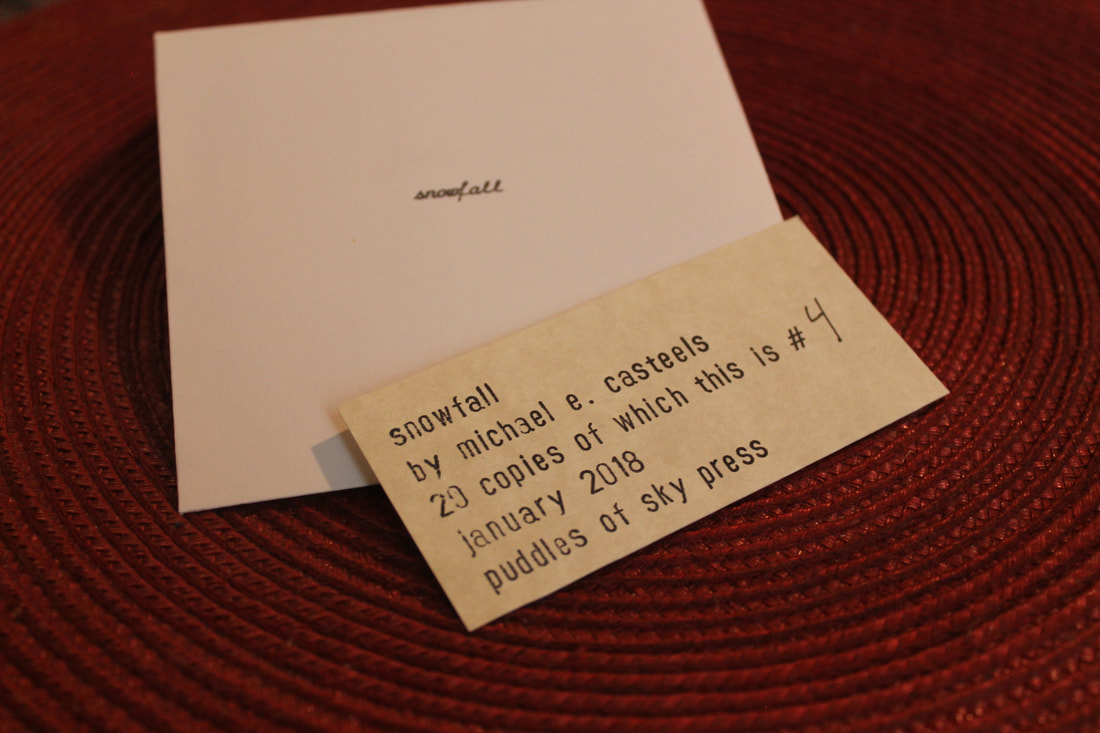 snowfall
snowfall
by michael e. casteels
20 copies of which this is #4
january 2018
puddles of sky press